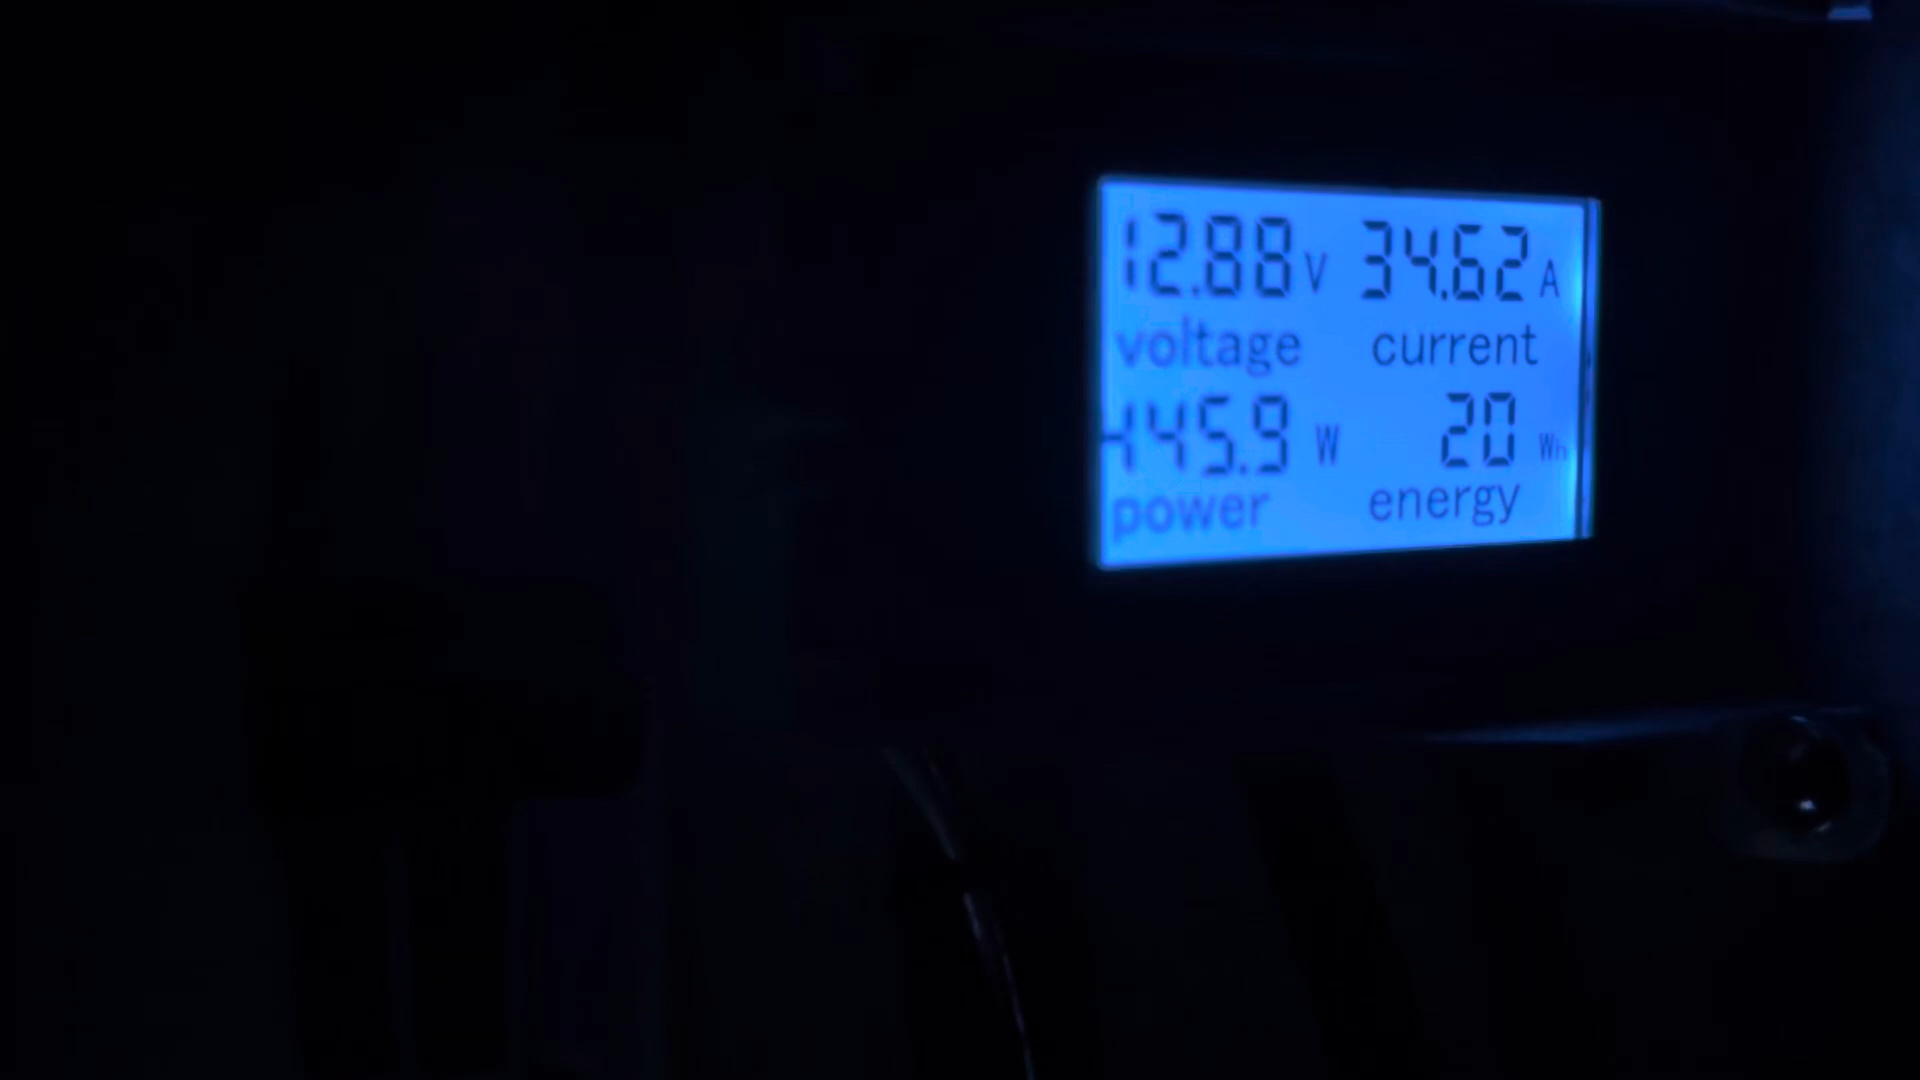 12.88 V 34.62 A
voltage current
445.9 W 20 Wh
power energy